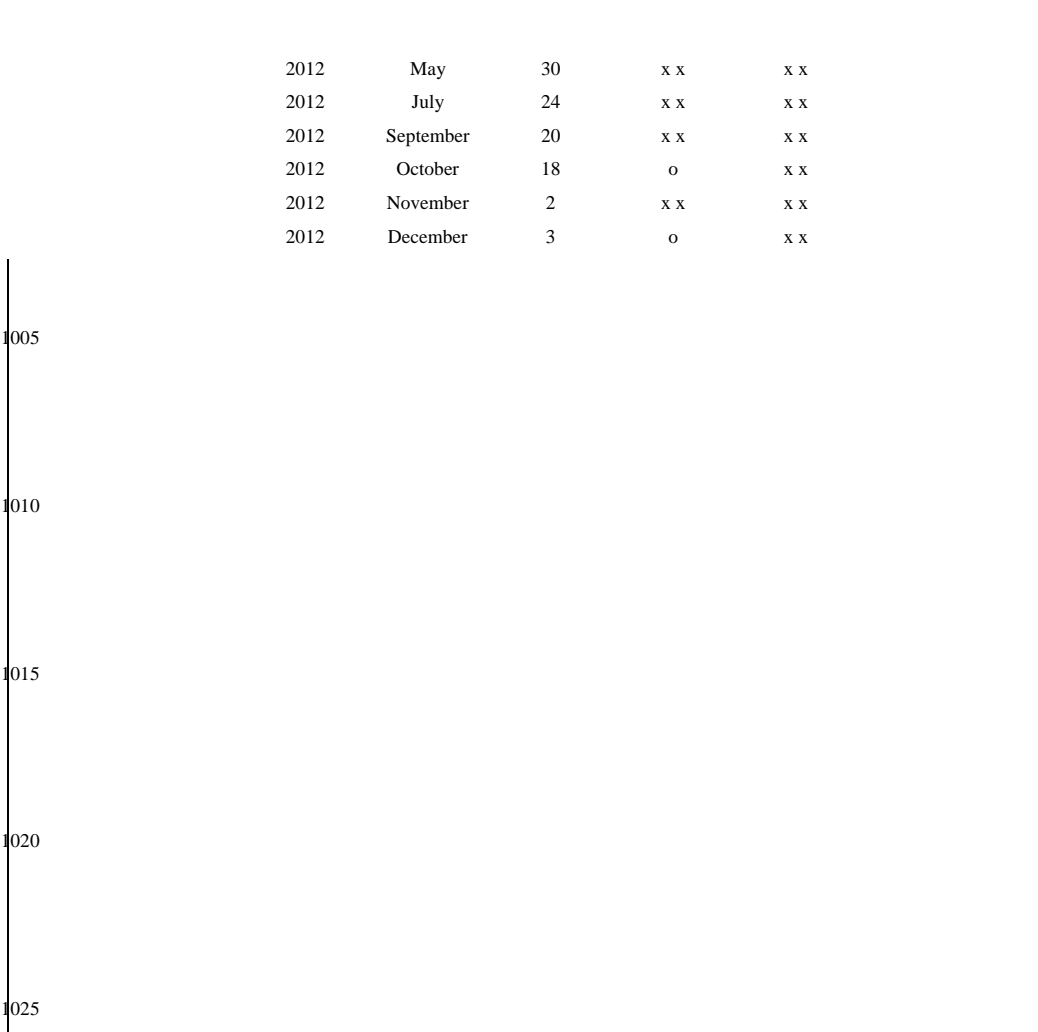 2012 May 30 x x x x
2012 July 24 x x x x
2012 September 20 x x x x
2012 October 18 o x x
2012 November 2 x x x x
2012 December 3 o x x
1005
1010
1015
1020
1025